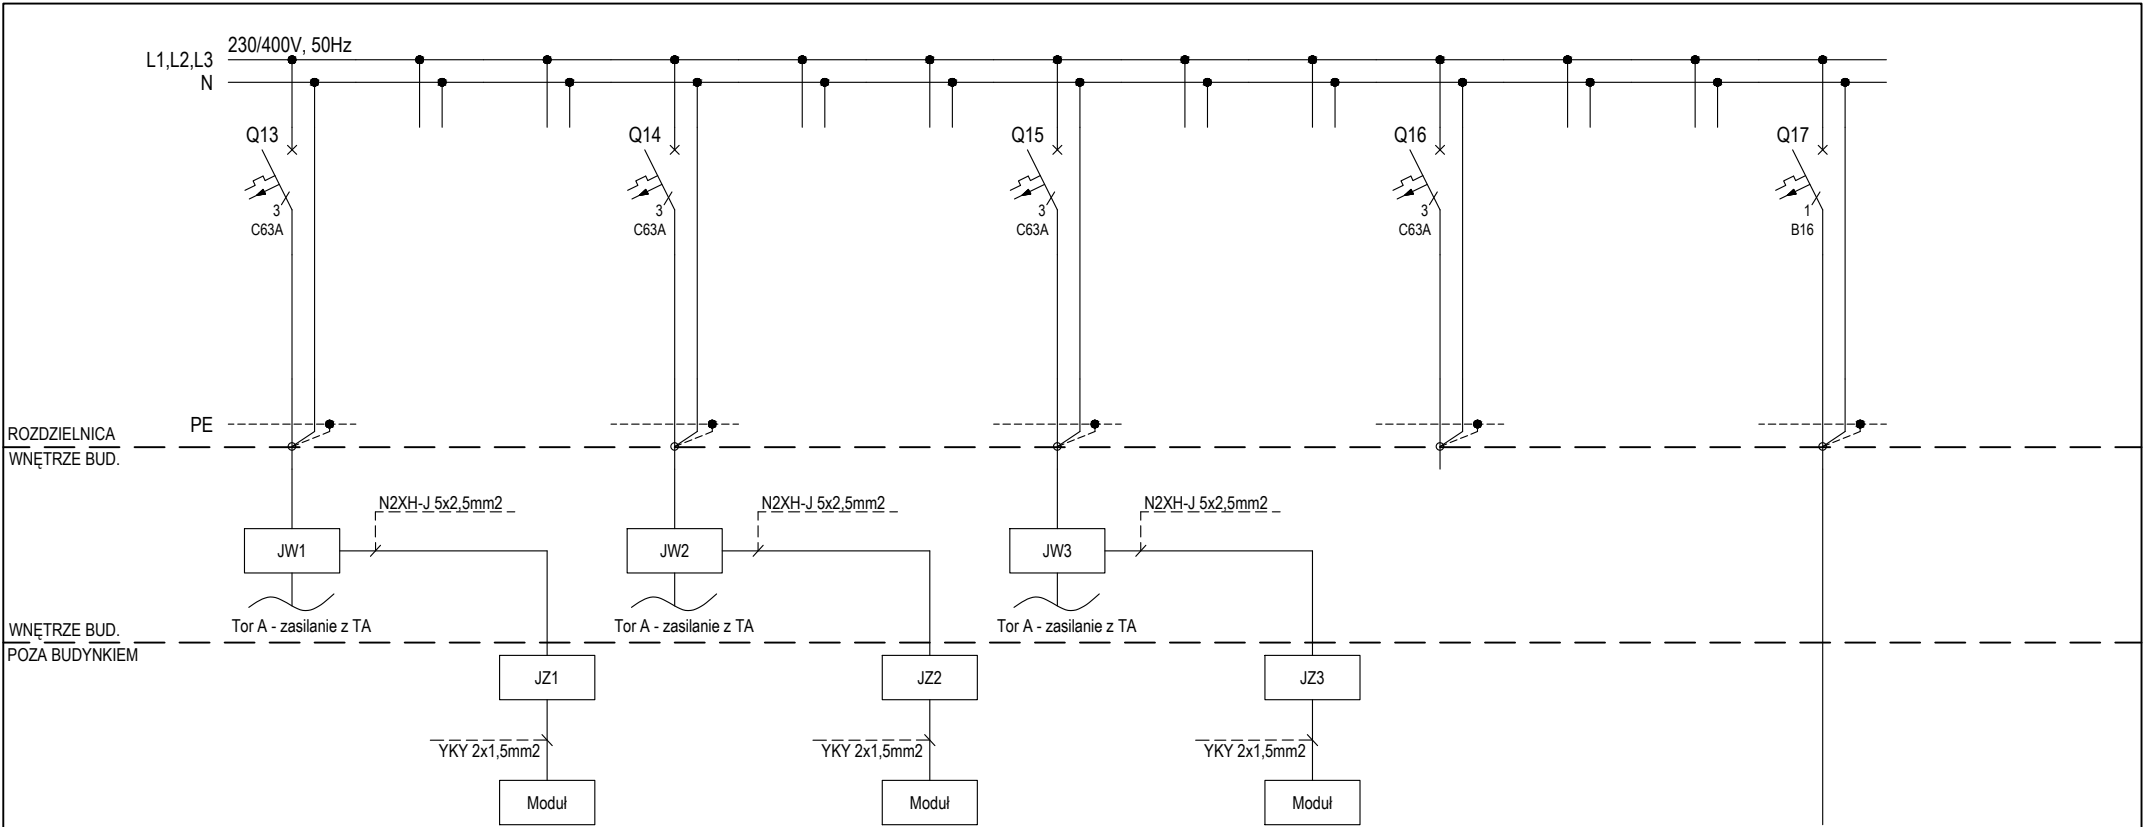 230/400V, 50Hz
L1,L2,L3
N
Q13 Q14 Q15 Q16 Q17
3 3 3 3 1
C63A C63A C63A C63A B16
PE
ROZDZIELNICA
WNĘTRZE BUD.
N2XH-J 5x2,5mm2 N2XH-J 5x2,5mm2 N2XH-J 5x2,5mm2
JW1 JW2 JW3
Tor A - zasilanie z TA Tor A - zasilanie z TA Tor A - zasilanie z TA
WNĘTRZE BUD.
POZA BUDYNKIEM
JZ1 JZ2 JZ3
YKY 2x1,5mm2 YKY 2x1,5mm2 YKY 2x1,5mm2
Moduł Moduł Moduł